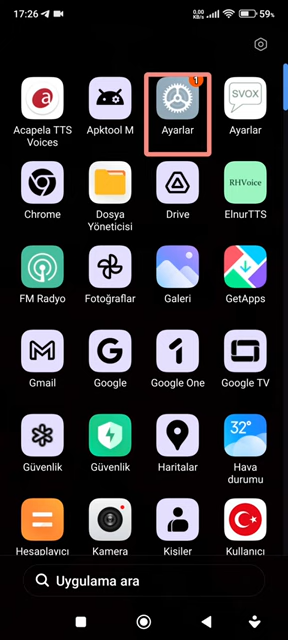 17:26
0,00
KB/s
59%
1
SVOX
Acapela TTS
Voices
Apktool M
Ayarlar
Ayarlar
RHVoice
Chrome
Dosya
Yöneticisi
Drive
ElnurTTS
FM Radyo
Fotoğraflar
Galeri
GetApps
Gmail
Google
Google One
Google TV
32°
Güvenlik
Güvenlik
Haritalar
Hava
durumu
Hesaplayıcı
Kamera
Kişiler
Kullanıcı
Uygulama ara